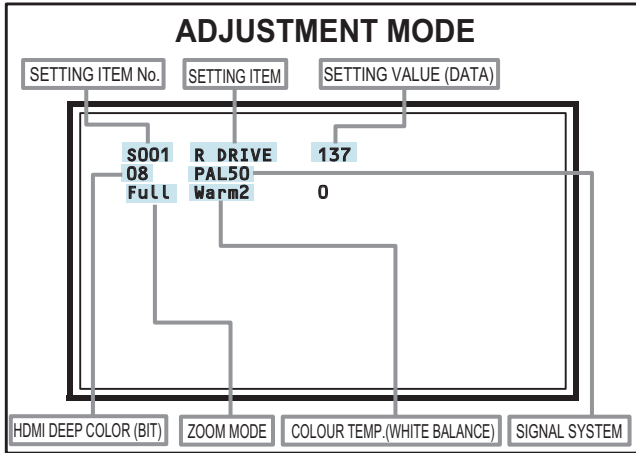 ADJUSTMENT MODE
SETTING ITEM No. SETTING ITEM SETTING VALUE (DATA)
S001 R DRIVE 137
08 PAL50
Full Warm2 0
HDMI DEEP COLOR (BIT) ZOOM MODE COLOUR TEMP.(WHITE BALANCE) SIGNAL SYSTEM